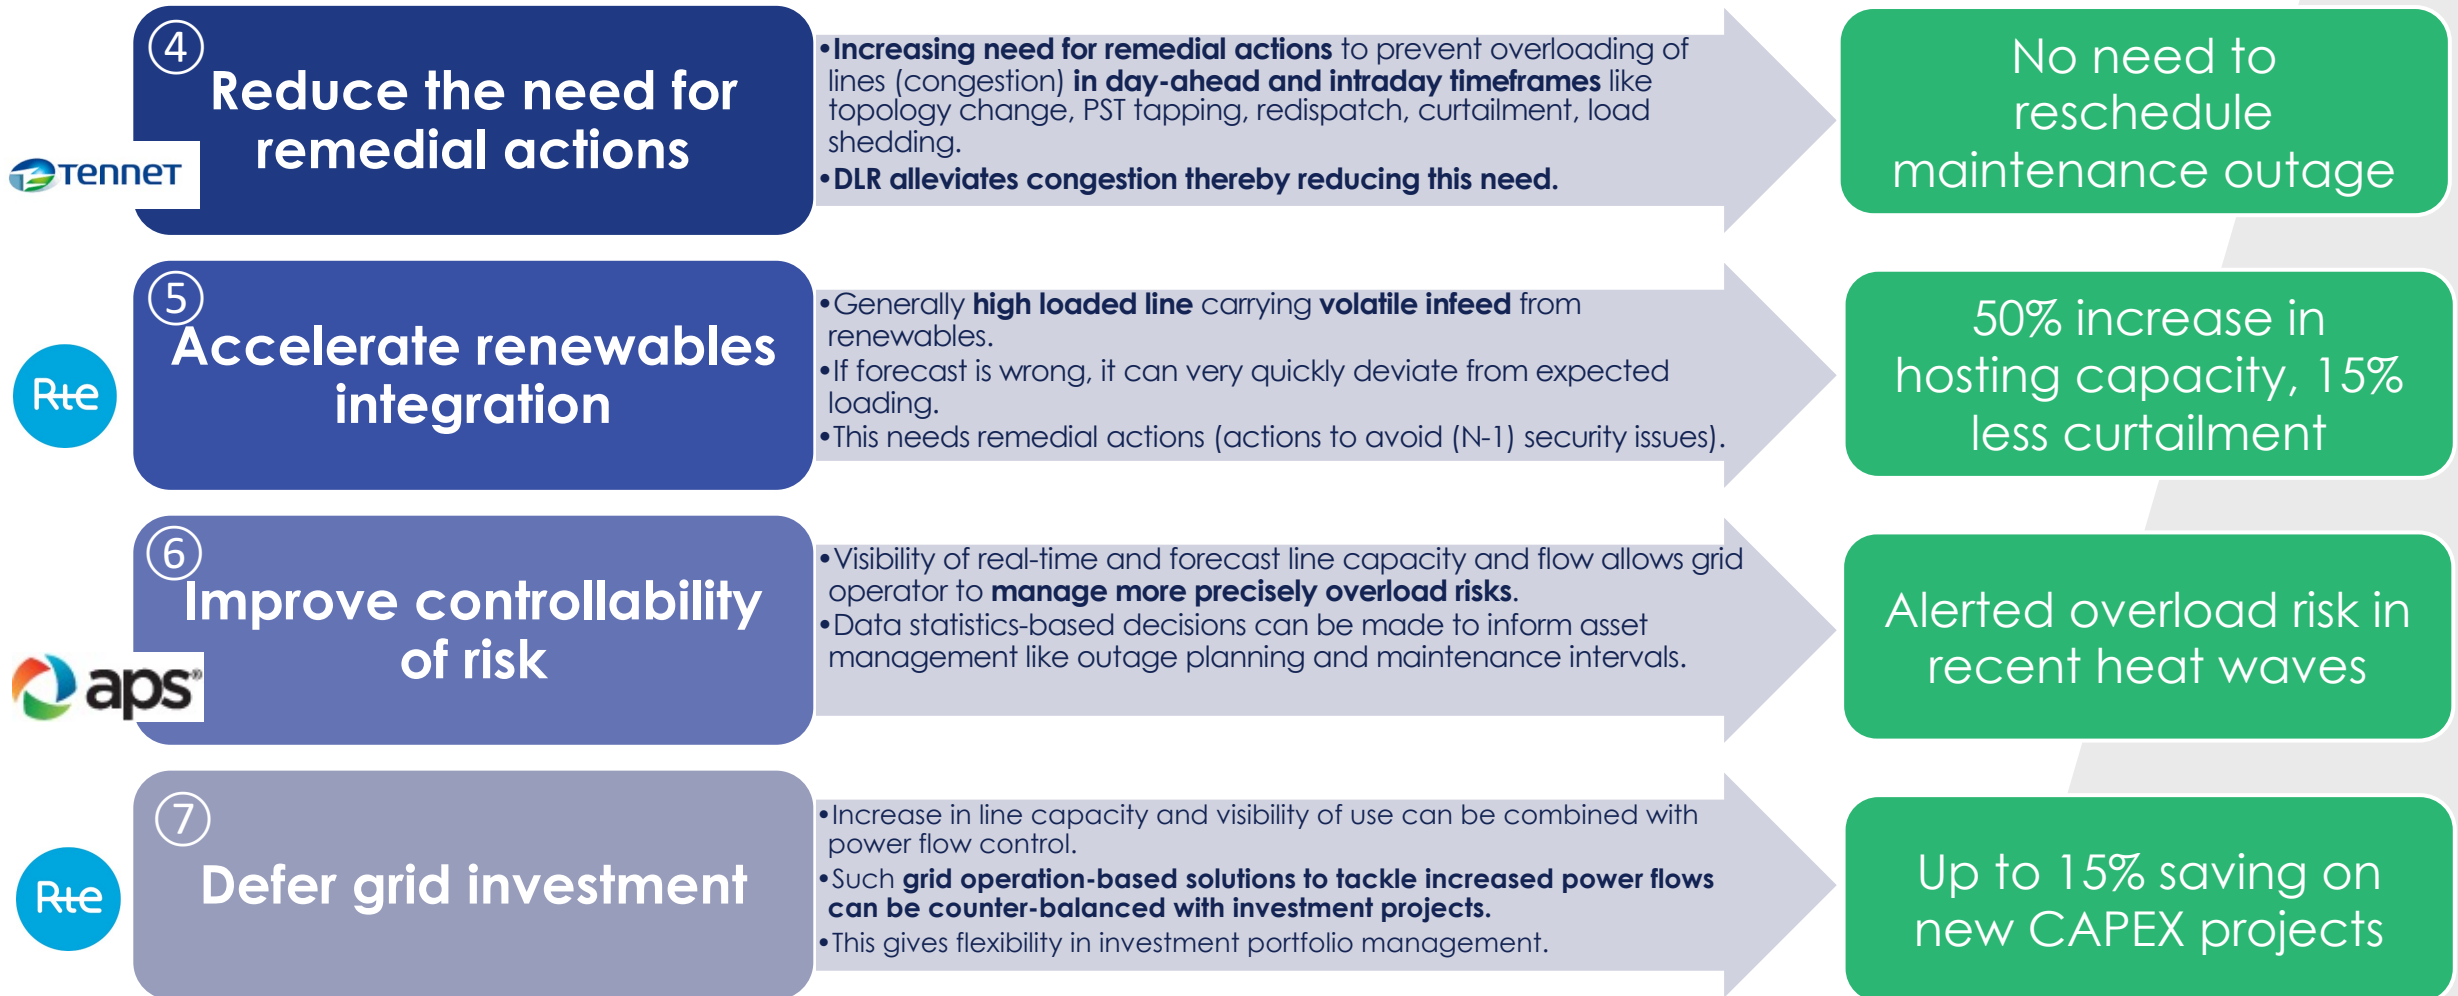 ④
Reduce the need for
remedial actions
TenneT
•Increasing need for remedial actions to prevent overloading of
lines (congestion) in day-ahead and intraday timeframes like
topology change, PST tapping, redispatch, curtailment, load
shedding.
•DLR alleviates congestion thereby reducing this need.
No need to
reschedule
maintenance outage
⑤
Accelerate renewables
integration
Rte
•Generally high loaded line carrying volatile infeed from
renewables.
•If forecast is wrong, it can very quickly deviate from expected
loading.
•This needs remedial actions (actions to avoid (N-1) security issues).
50% increase in
hosting capacity, 15%
less curtailment
⑥
Improve controllability
of risk
aps®
•Visibility of real-time and forecast line capacity and flow allows grid
operator to manage more precisely overload risks.
•Data statistics-based decisions can be made to inform asset
management like outage planning and maintenance intervals.
Alerted overload risk in
recent heat waves
⑦
Defer grid investment
Rte
•Increase in line capacity and visibility of use can be combined with
power flow control.
•Such grid operation-based solutions to tackle increased power flows
can be counter-balanced with investment projects.
•This gives flexibility in investment portfolio management.
Up to 15% saving on
new CAPEX projects